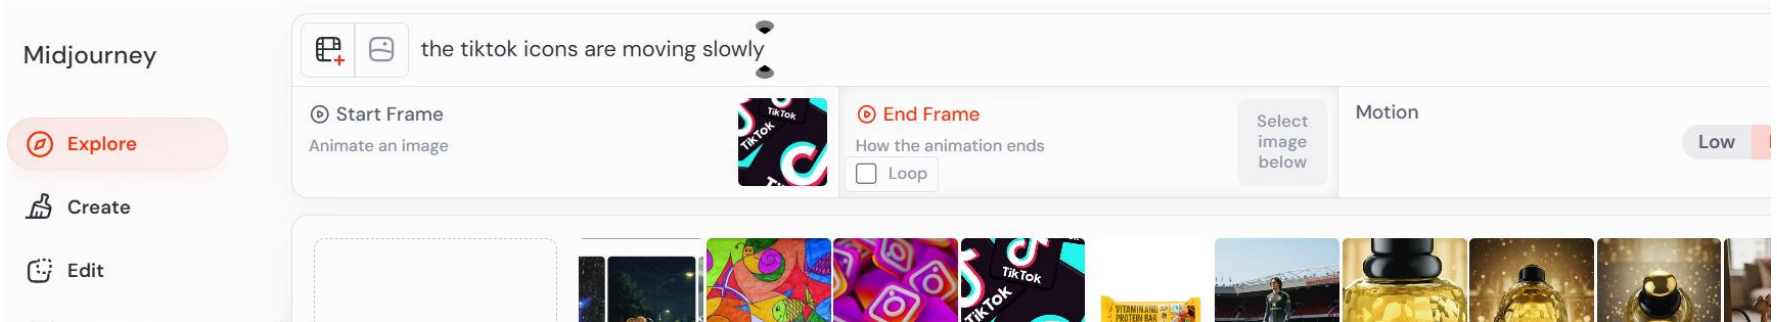 Midjourney
the tiktok icons are moving slowly
Start Frame
Animate an image
TikTok
TikTok
End Frame
How the animation ends
Loop
Select
image
below
Motion
Low
Explore
Create
Edit
TikTok
TikTok
VITAMIN AND
PROTEIN BAR